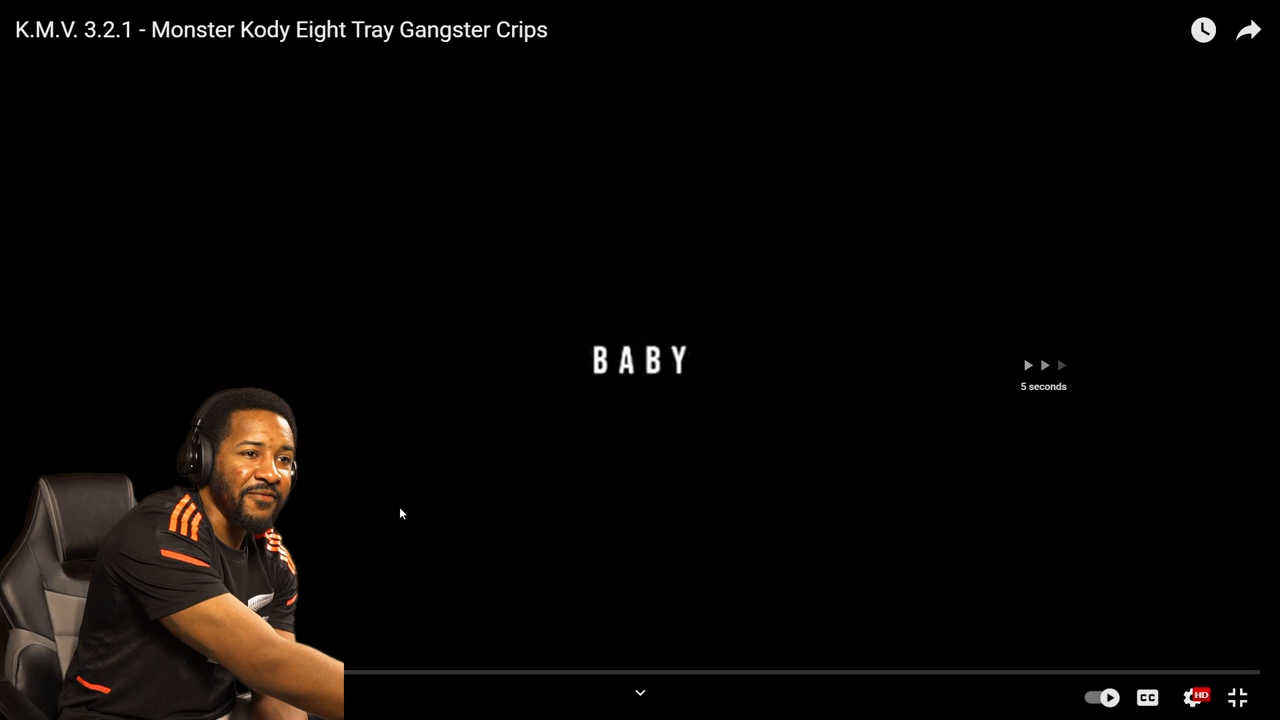 K.M.V. 3.2.1 - Monster Kody Eight Tray Gangster Crips
BABY
5 seconds
CC
HD